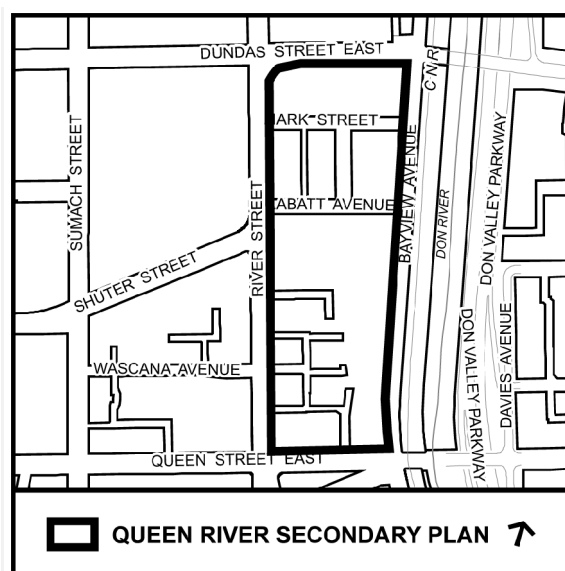 DUNDAS STREET EAST
C N R
ARK STREET
SUMACH STREET
BAYVIEW AVENUE
DON VALLEY PARKWAY
ABATT AVENUE
RIVER STREET
DON RIVER
SHUTER STREET
WASCANA AVENUE
DON VALLEY PARKWAY
DAVIES AVENUE
QUEEN STREET EAST
QUEEN RIVER SECONDARY PLAN